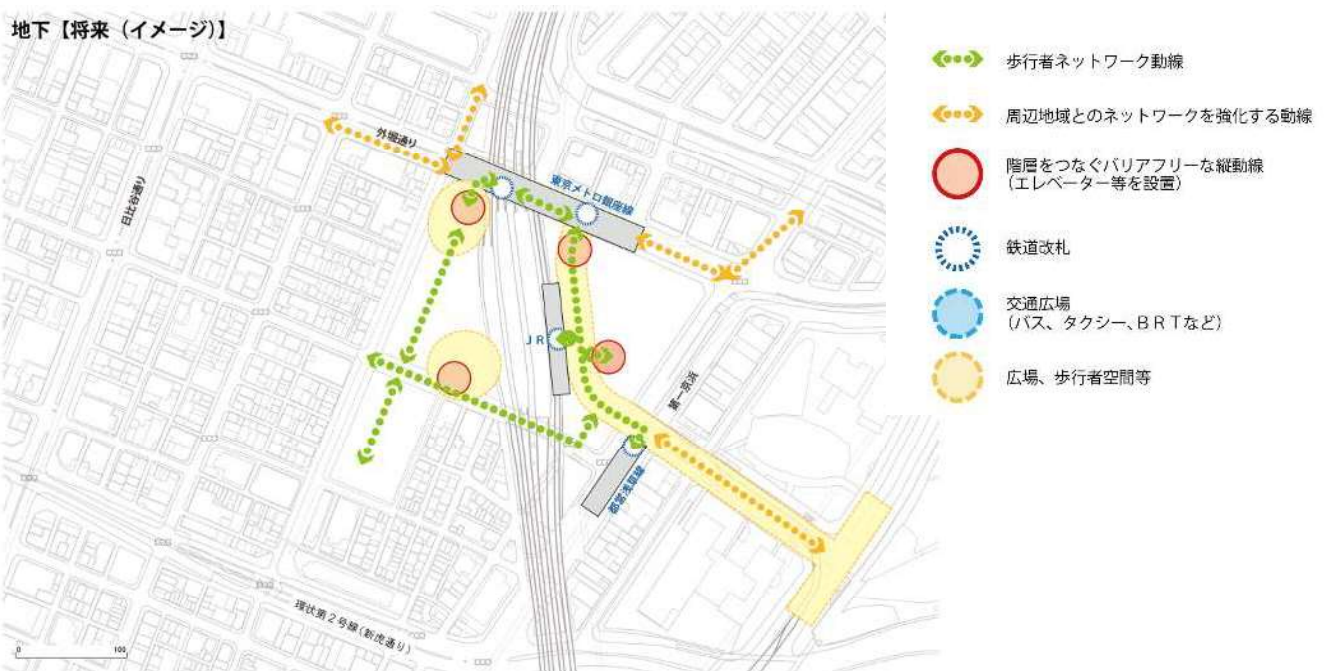 地下【将来（イメージ）】
歩行者ネットワーク動線
周辺地域とのネットワークを強化する動線
階層をつなぐバリアフリーな縦動線
（エレベーター等を設置）
鉄道改札
交通広場
（バス、タクシー、BRTなど）
広場、歩行者空間等
外堀通り
日比谷通り
東京メトロ銀座線
JR
第一京浜
都営浅草線
環状第2号線（新虎通り）
0 100